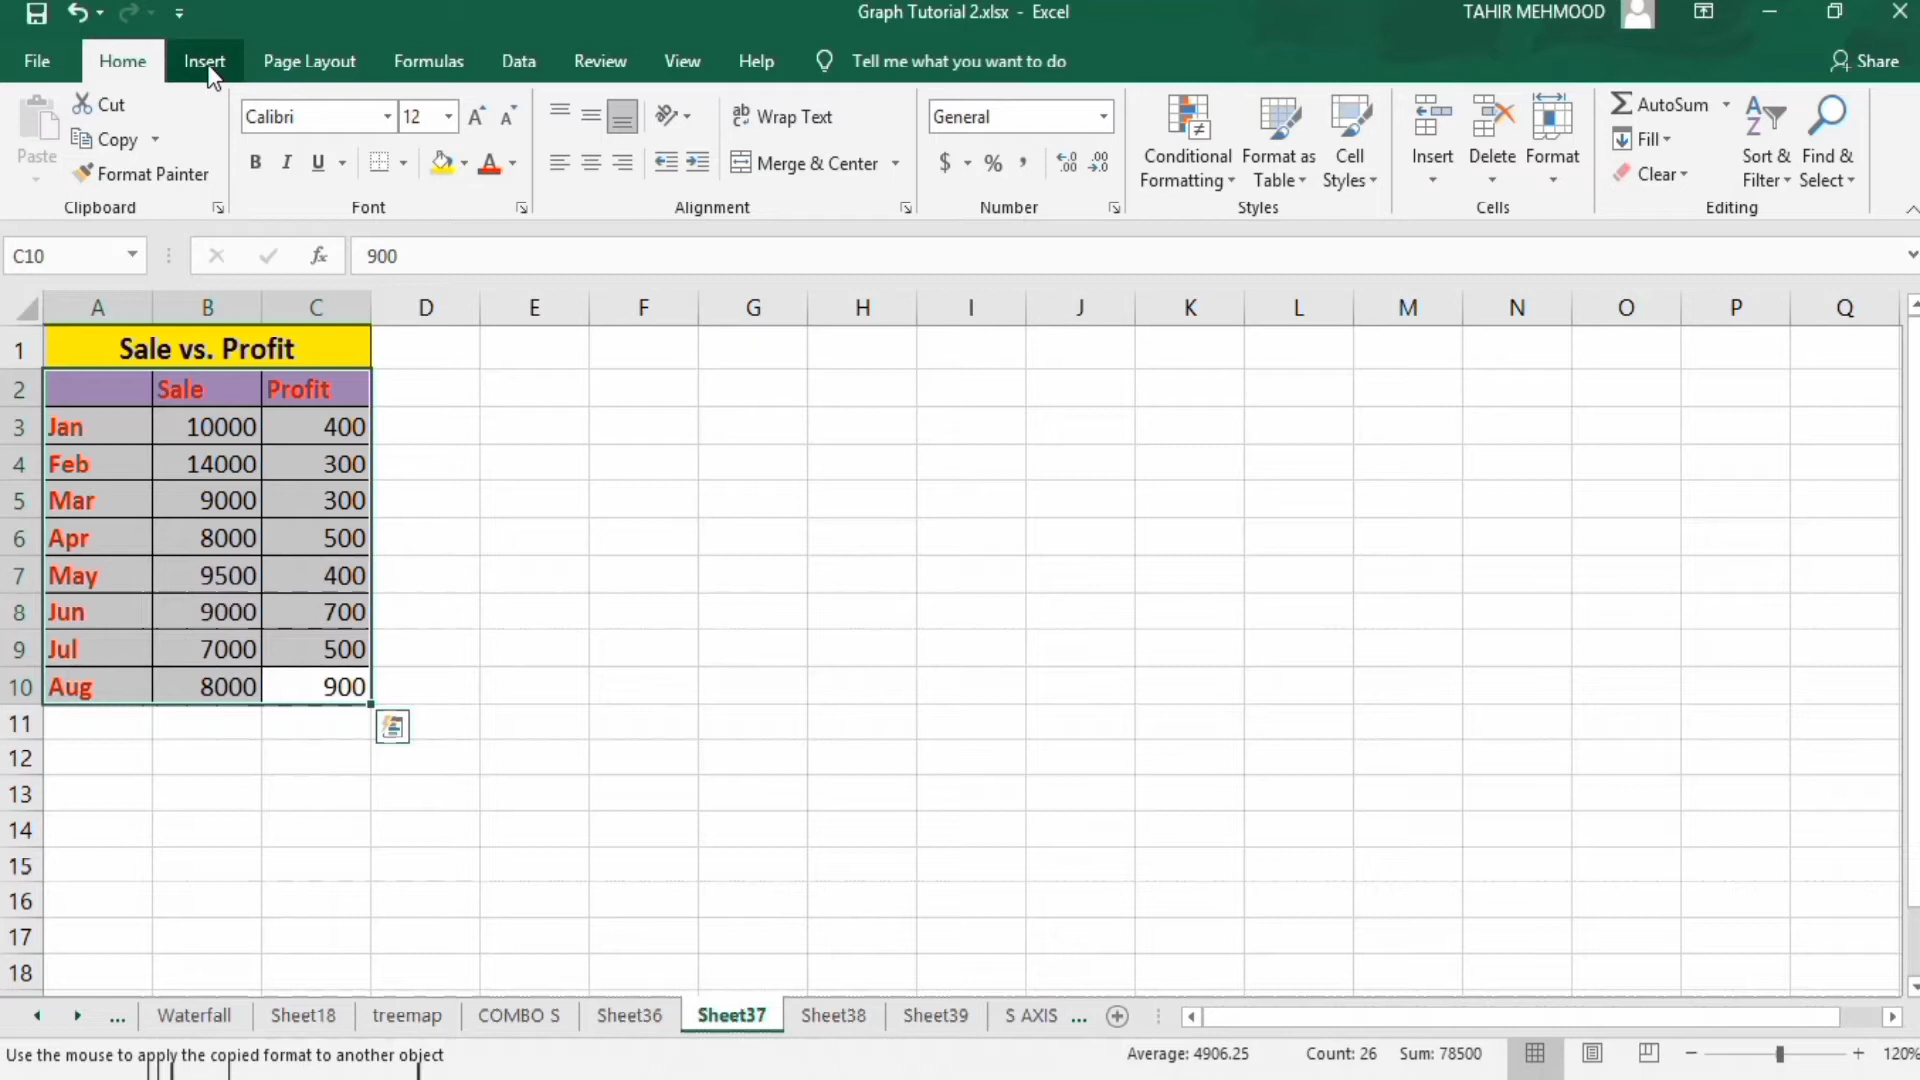 Graph Tutorial 2.xlsx - Excel
TAHIR MEHMOOD
File Home Insert Page Layout Formulas Data Review View Help Tell me what you want to do Share
Paste
Cut
Copy
Format Painter
Clipboard
Calibri 12
B I U
Font
Wrap Text
Merge & Center
Alignment
General
$ % ,
Number
Conditional Formatting
Format as Table
Cell Styles
Styles
Insert Delete Format
Cells
AutoSum
Fill
Clear
Sort & Filter
Find & Select
Editing
C10 fx 900
A B C D E F G H I J K L M N O P Q
1 Sale vs. Profit
2 Sale Profit
3 Jan 10000 400
4 Feb 14000 300
5 Mar 9000 300
6 Apr 8000 500
7 May 9500 400
8 Jun 9000 700
9 Jul 7000 500
10 Aug 8000 900
11
12
13
14
15
16
17
18
... Waterfall Sheet18 treemap COMBO S Sheet36 Sheet37 Sheet38 Sheet39 S AXIS ...
Use the mouse to apply the copied format to another object Average: 4906.25 Count: 26 Sum: 78500 120%